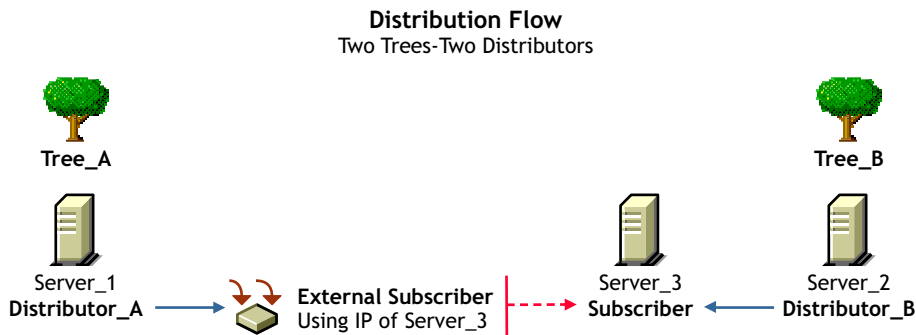 Distribution Flow
Two Trees-Two Distributors
Tree_A
Tree_B
Server_1
Distributor_A
External Subscriber
Using IP of Server_3
Server_3
Subscriber
Server_2
Distributor_B